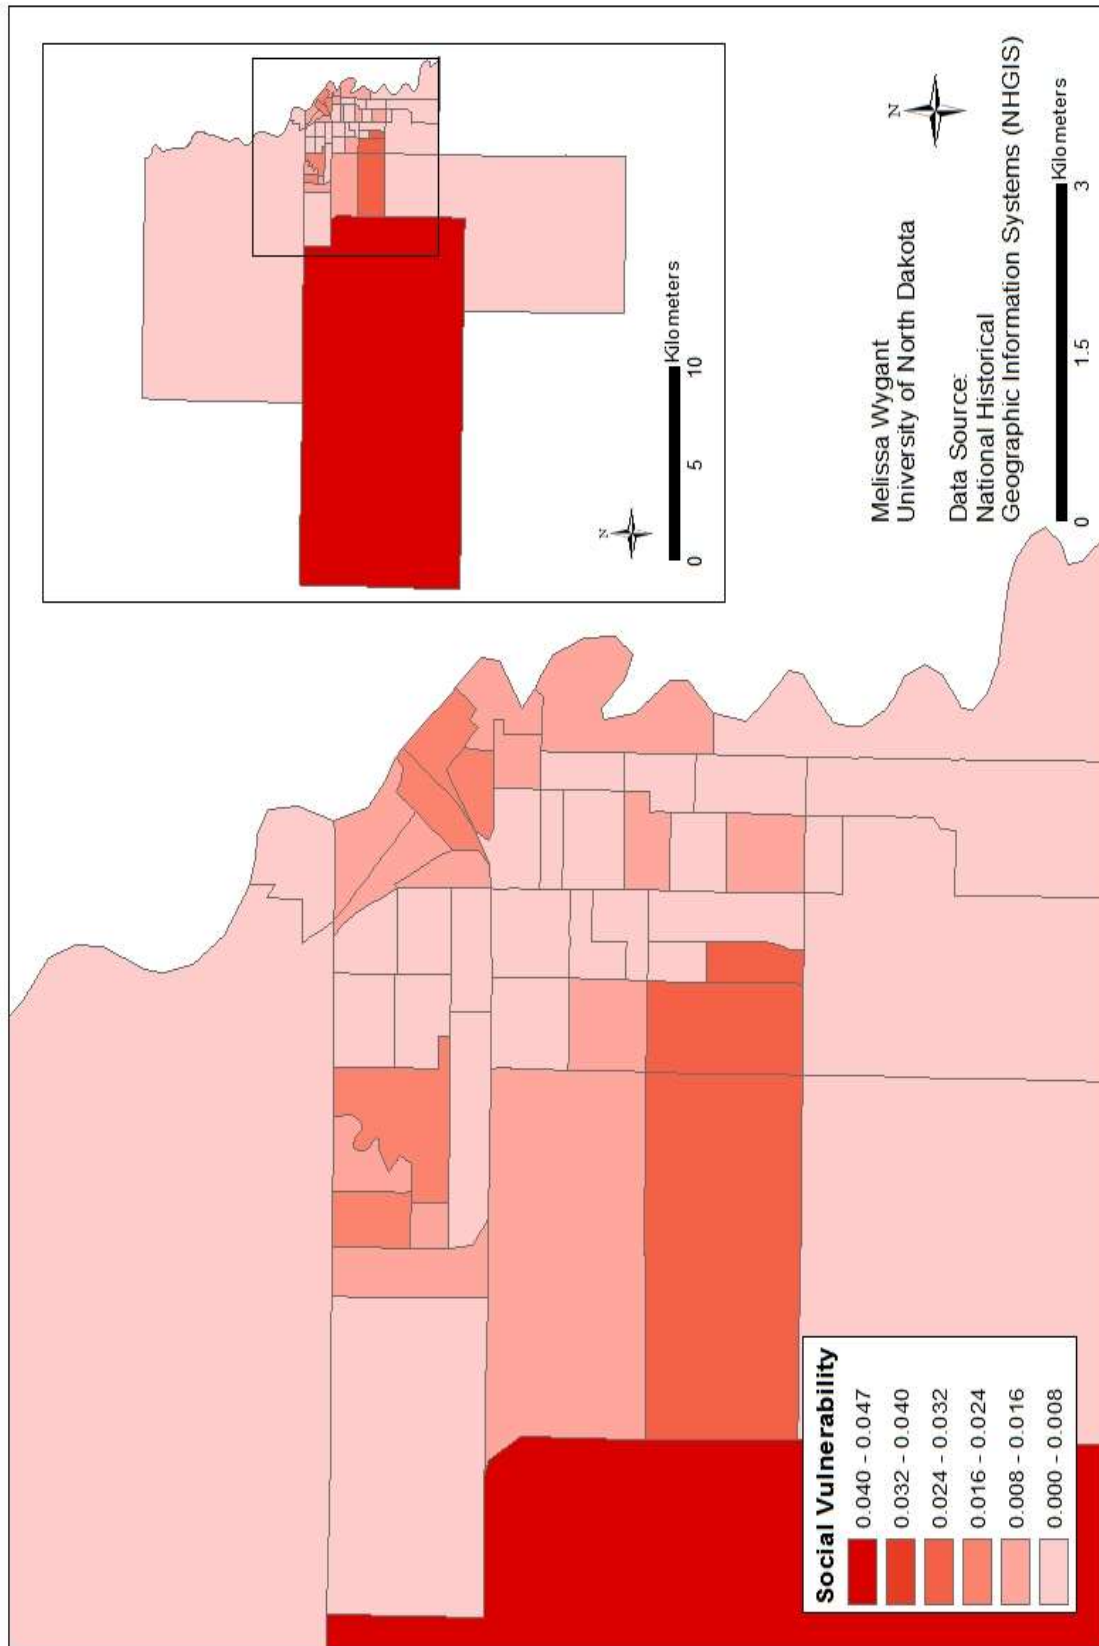 N
0 5 10 Kilometers
Melissa Wygant
University of North Dakota
Data Source:
National Historical
Geographic Information Systems (NHGIS)
N
0 1.5 3 Kilometers
Social Vulnerability
0.040 - 0.047
0.032 - 0.040
0.024 - 0.032
0.016 - 0.024
0.008 - 0.016
0.000 - 0.008